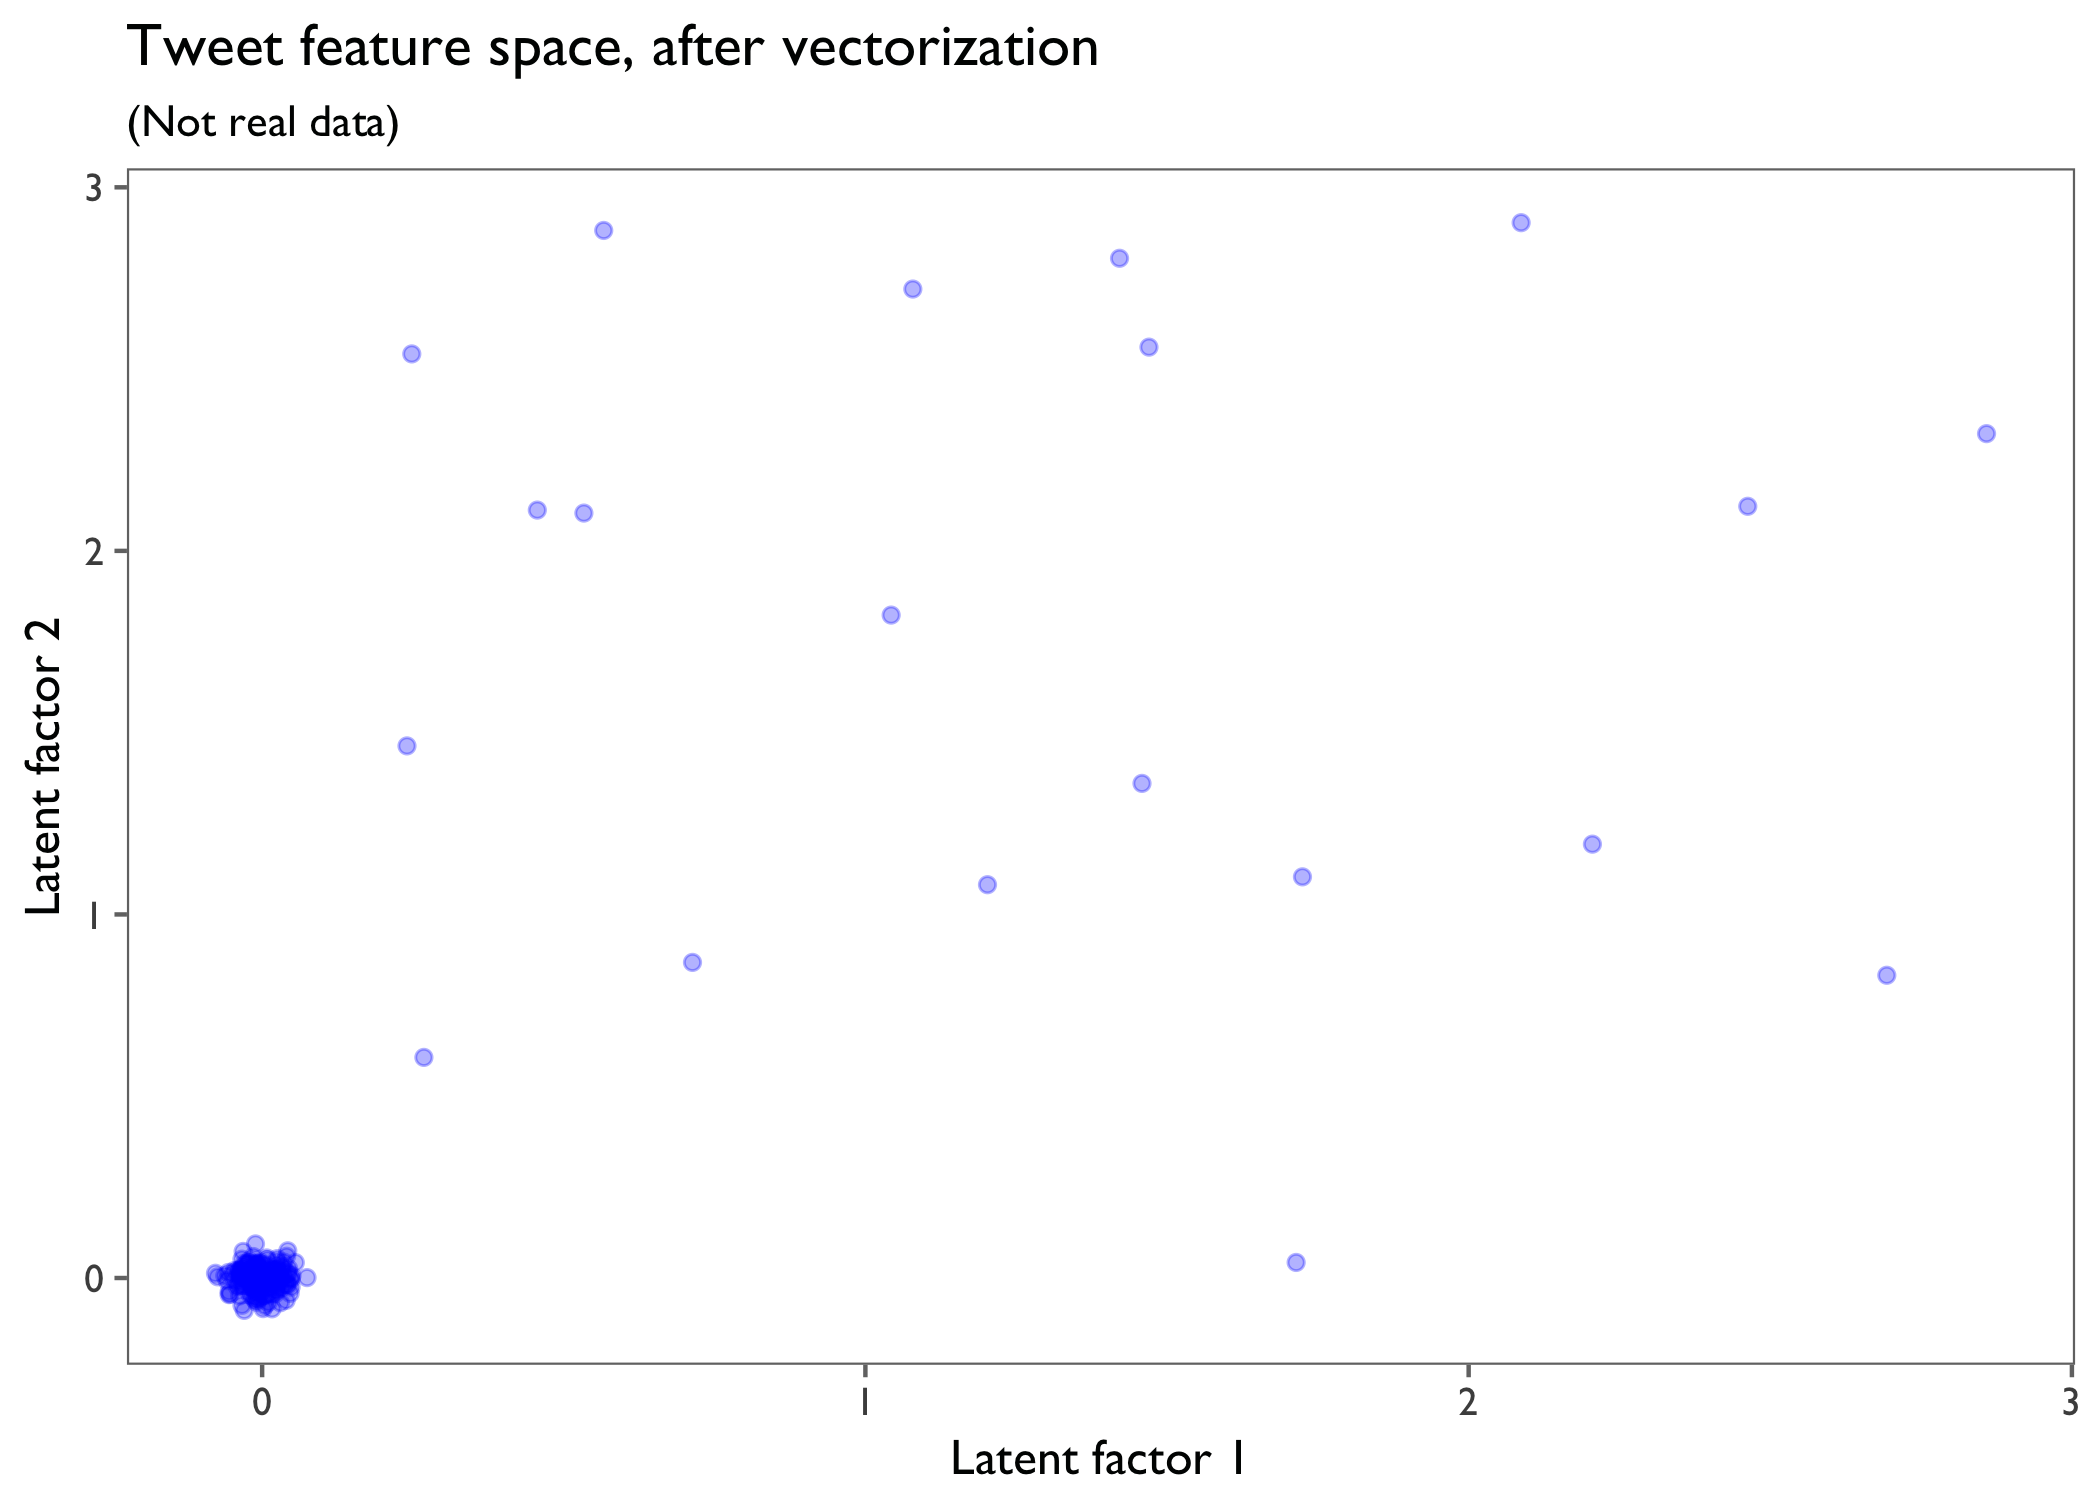 Tweet feature space, after vectorization
(Not real data)
3
2
1
0
Latent factor 2
0
1
2
3
Latent factor 1